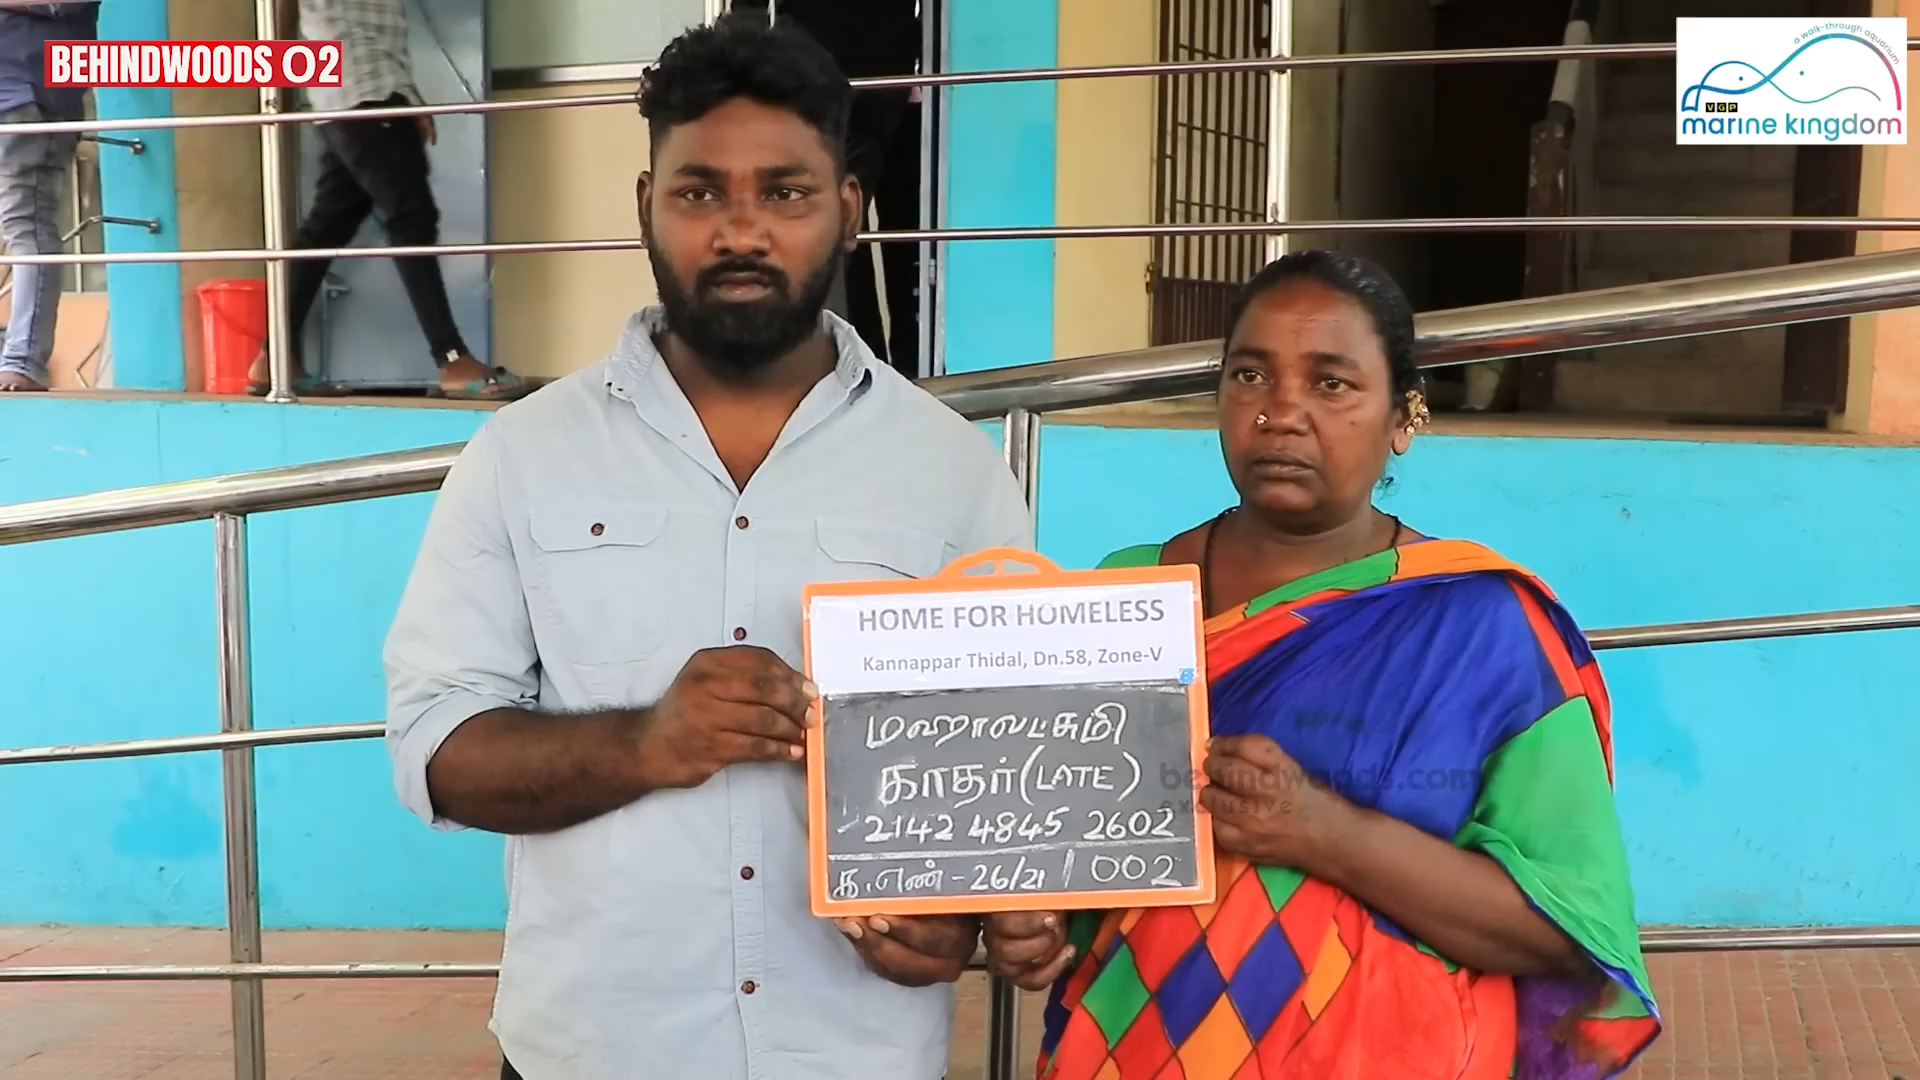 BEHINDWOODS O2
a walk-through aquarium
VGP
marine kingdom
HOME FOR HOMELESS
Kannappar Thidal, Dn.58, Zone-V
மஹாலட்சுமி
காதர் (LATE)
2142 4845 2602
க.எண் - 26/21 / 002
behindwoods.com
exclusive